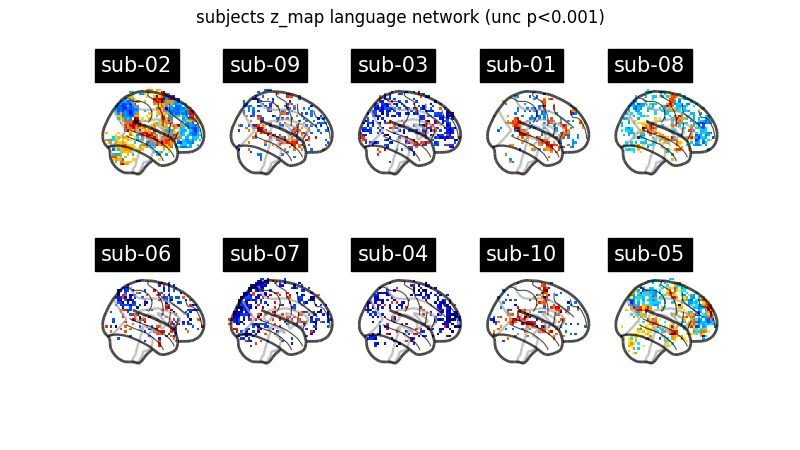 subjects z_map language network (unc p<0.001)
sub-02
sub-09
sub-03
sub-01
sub-08
sub-06
sub-07
sub-04
sub-10
sub-05